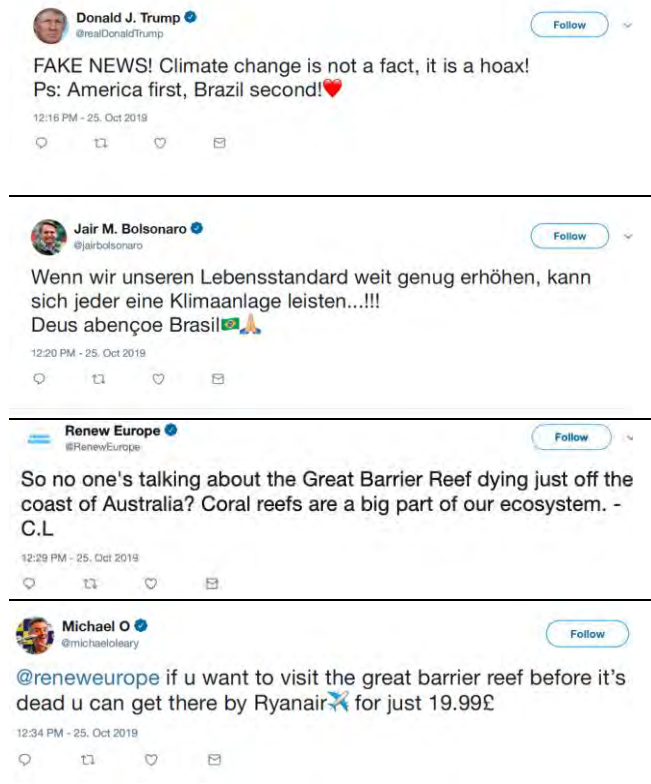 Donald J. Trump
@realDonaldTrump
Follow
FAKE NEWS! Climate change is not a fact, it is a hoax!
Ps: America first, Brazil second!❤️
12:16 PM - 25. Oct 2019
Jair M. Bolsonaro
@jairbolsonaro
Follow
Wenn wir unseren Lebensstandard weit genug erhöhen, kann
sich jeder eine Klimaanlage leisten...!!!
Deus abençoe Brasil🇧🇷🙏🏼
12:20 PM - 25. Oct 2019
Renew Europe
@RenewEurope
Follow
So no one's talking about the Great Barrier Reef dying just off the
coast of Australia? Coral reefs are a big part of our ecosystem. -
C.L
12:29 PM - 25. Oct 2019
Michael O
@michaeloleary
Follow
@reneweurope if u want to visit the great barrier reef before it’s
dead u can get there by Ryanair✈️ for just 19.99£
12:34 PM - 25. Oct 2019